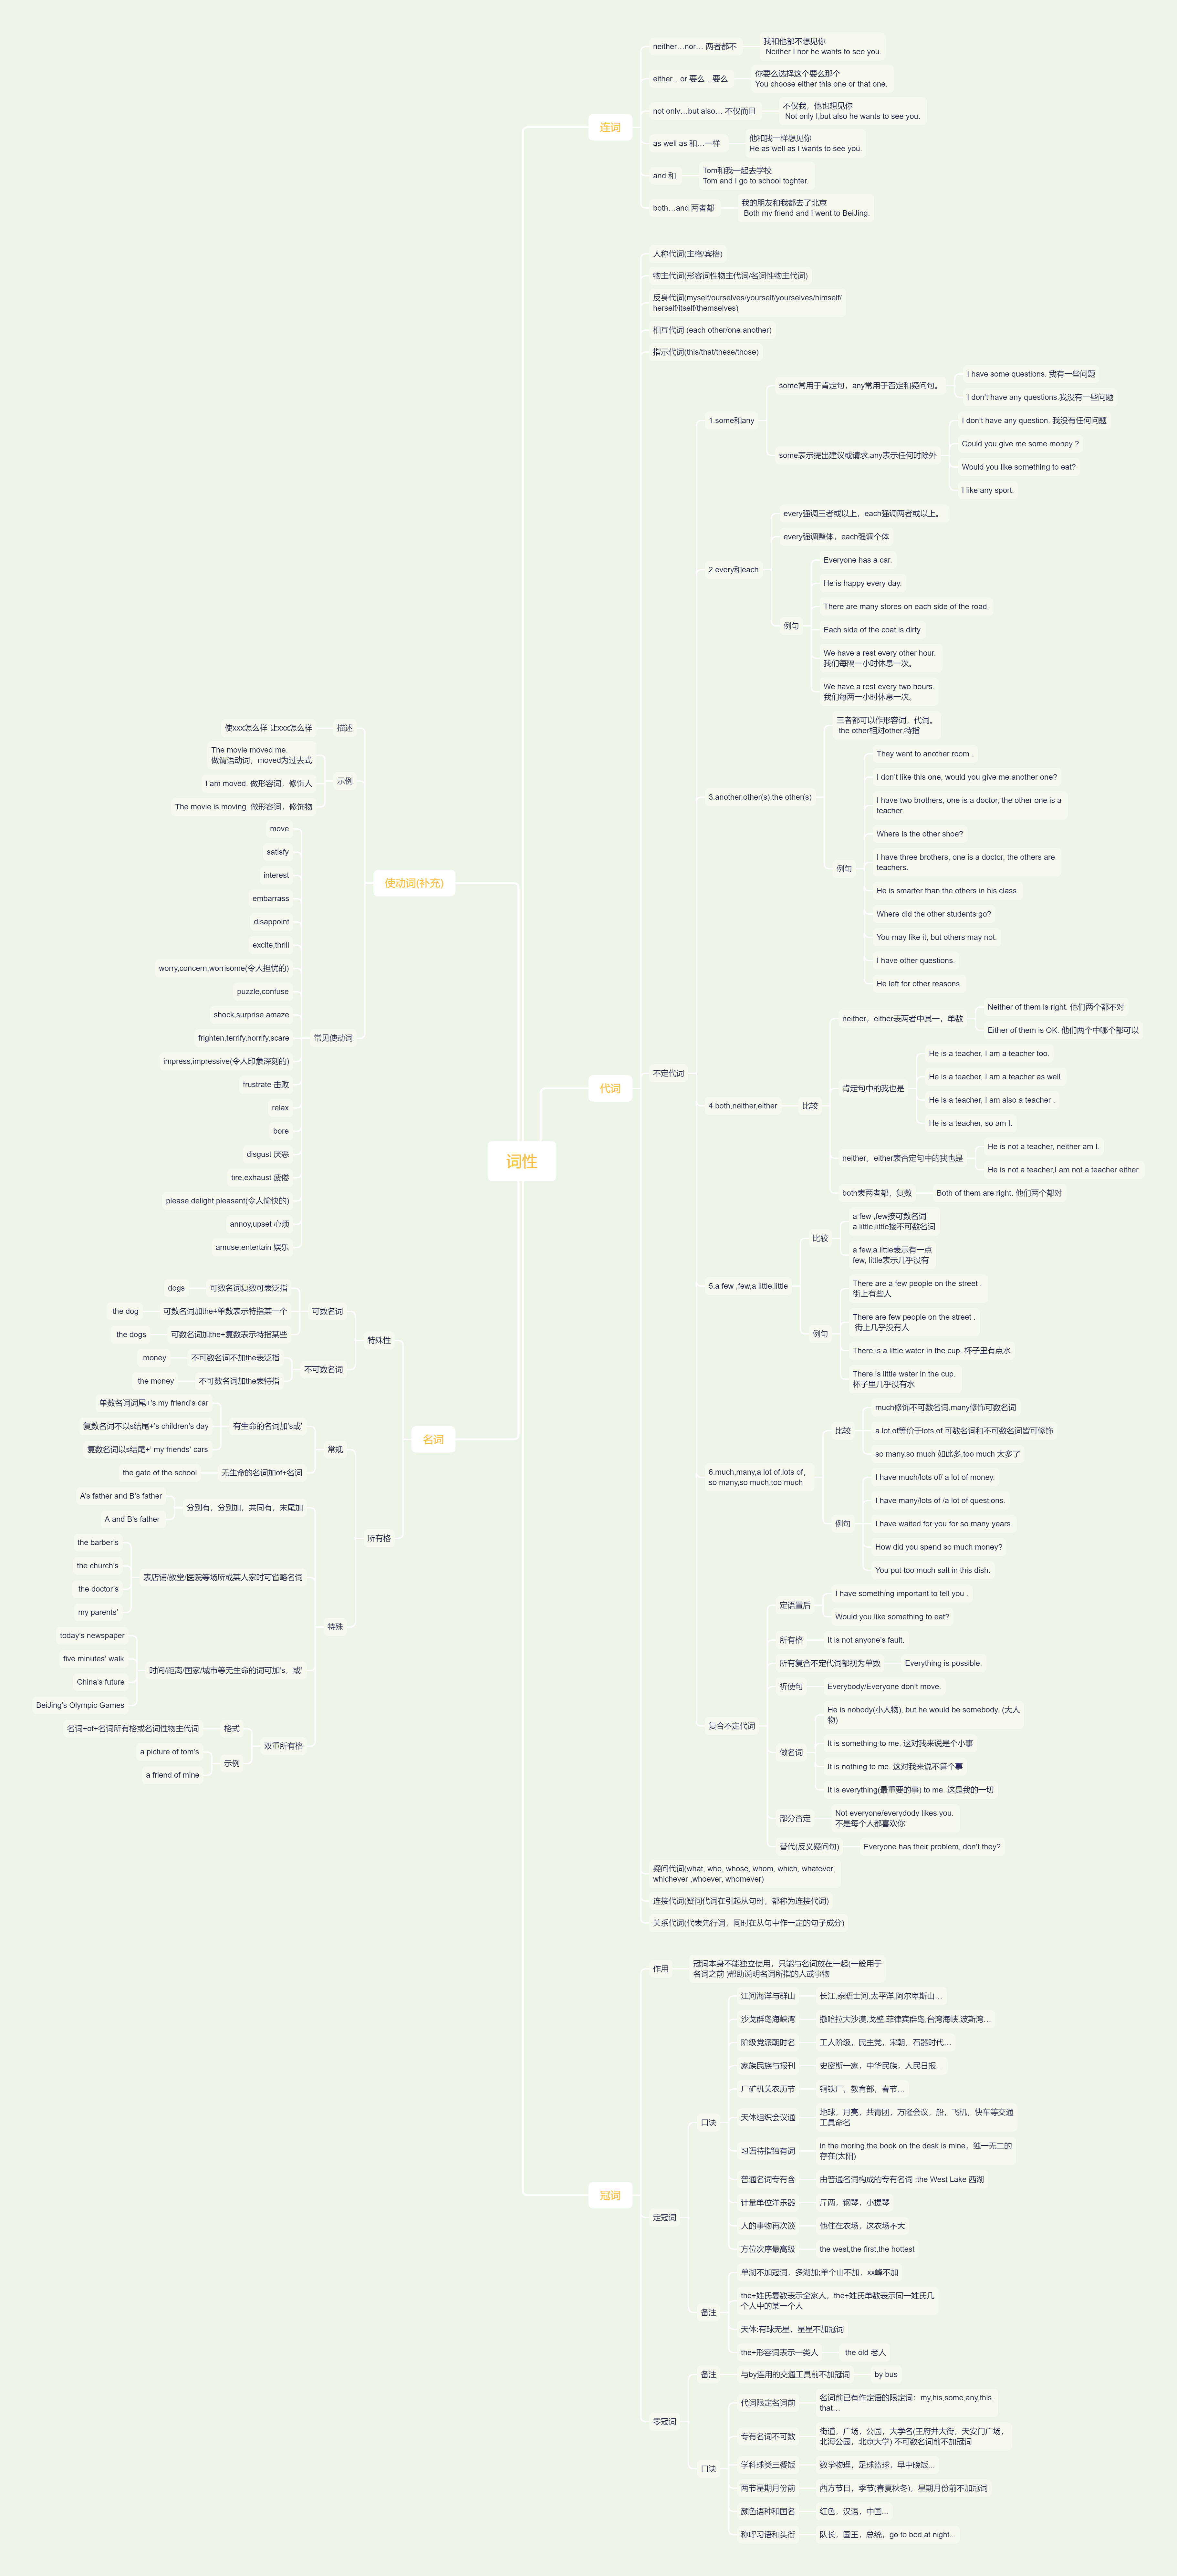 词性
连词
neither…nor… 两者都不
我和他都不想见你
Neither I nor he wants to see you.
either…or 要么…要么
你要么选择这个要么那个
You choose either this one or that one.
not only…but also… 不仅而且
不仅我，他也想见你
Not only I,but also he wants to see you.
as well as 和…一样
他和我一样想见你
He as well as I wants to see you.
and 和
Tom和我一起去学校
Tom and I go to school toghter.
both…and 两者都
我的朋友和我都去了北京
Both my friend and I went to BeiJing.
代词
人称代词(主格/宾格)
物主代词(形容词性物主代词/名词性物主代词)
反身代词(myself/ourselves/yourself/yourselves/himself/
herself/itself/themselves)
相互代词 (each other/one another)
指示代词(this/that/these/those)
不定代词
1.some和any
some常用于肯定句，any常用于否定和疑问句。
I have some questions. 我有一些问题
I don't have any questions.我没有一些问题
some表示提出建议或请求,any表示任何时除外
I don't have any question. 我没有任何问题
Could you give me some money ?
Would you like something to eat?
I like any sport.
2.every和each
every强调三者或以上，each强调两者或以上。
every强调整体，each强调个体
例句
Everyone has a car.
He is happy every day.
There are many stores on each side of the road.
Each side of the coat is dirty.
We have a rest every other hour.
我们每隔一小时休息一次。
We have a rest every two hours.
我们每两一小时休息一次。
3.another,other(s),the other(s)
三者都可以作形容词，代词。
the other相对other,特指
例句
They went to another room .
I don't like this one, would you give me another one?
I have two brothers, one is a doctor, the other one is a
teacher.
Where is the other shoe?
I have three brothers, one is a doctor, the others are
teachers.
He is smarter than the others in his class.
Where did the other students go?
You may like it, but others may not.
I have other questions.
He left for other reasons.
4.both,neither,either
比较
neither，either表两者中其一，单数
Neither of them is right. 他们两个都不对
Either of them is OK. 他们两个中哪个都可以
肯定句中的我也是
He is a teacher, I am a teacher too.
He is a teacher, I am a teacher as well.
He is a teacher, I am also a teacher .
He is a teacher, so am I.
neither，either表否定句中的我也是
He is not a teacher, neither am I.
He is not a teacher,I am not a teacher either.
both表两者都，复数
Both of them are right. 他们两个都对
5.a few ,few,a little,little
比较
a few ,few接可数名词
a little,little接不可数名词
a few,a little表示有一点
few, little表示几乎没有
例句
There are a few people on the street .
街上有些人
There are few people on the street .
街上几乎没有人
There is a little water in the cup. 杯子里有点水
There is little water in the cup.
杯子里几乎没有水
6.much,many,a lot of,lots of,
so many,so much,too much
比较
much修饰不可数名词,many修饰可数名词
a lot of等价于lots of 可数名词和不可数名词皆可修饰
so many,so much 如此多,too much 太多了
例句
I have much/lots of/ a lot of money.
I have many/lots of /a lot of questions.
I have waited for you for so many years.
How did you spend so much money?
You put too much salt in this dish.
复合不定代词
定语置后
I have something important to tell you .
Would you like something to eat?
所有格
It is not anyone's fault.
所有复合不定代词都视为单数
Everything is possible.
祈使句
Everybody/Everyone don't move.
做名词
He is nobody(小人物), but he would be somebody. (大人
物)
It is something to me. 这对我来说是个小事
It is nothing to me. 这对我来说不算个事
It is everything(最重要的事) to me. 这是我的一切
部分否定
Not everyone/everydody likes you.
不是每个人都喜欢你
替代(反义疑问句)
Everyone has their problem, don't they?
疑问代词(what, who, whose, whom, which, whatever,
whichever ,whoever, whomever)
连接代词(疑问代词在引起从句时，都称为连接代词)
关系代词(代表先行词，同时在从句中作一定的句子成分)
冠词
作用
冠词本身不能独立使用，只能与名词放在一起(一般用于
名词之前 )帮助说明名词所指的人或事物
定冠词
口诀
江河海洋与群山
长江,泰晤士河,太平洋,阿尔卑斯山…
沙戈群岛海峡湾
撒哈拉大沙漠,戈壁,菲律宾群岛,台湾海峡,波斯湾…
阶级党派朝时名
工人阶级，民主党，宋朝，石器时代…
家族民族与报刊
史密斯一家，中华民族，人民日报…
厂矿机关农历节
钢铁厂，教育部，春节…
天体组织会议通
地球，月亮，共青团，万隆会议，船，飞机，快车等交通
工具命名
习语特指独有词
in the moring,the book on the desk is mine，独一无二的
存在(太阳)
普通名词专有含
由普通名词构成的专有名词 :the West Lake 西湖
计量单位洋乐器
斤两，钢琴，小提琴
人的事物再次谈
他住在农场，这农场不大
方位次序最高级
the west,the first,the hottest
备注
单湖不加冠词，多湖加;单个山不加，xx峰不加
the+姓氏复数表示全家人，the+姓氏单数表示同一姓氏几
个人中的某一个人
天体:有球无星，星星不加冠词
the+形容词表示一类人
the old 老人
零冠词
备注
与by连用的交通工具前不加冠词
by bus
口诀
代词限定名词前
名词前已有作定语的限定词：my,his,some,any,this,
that…
专有名词不可数
街道，广场，公园，大学名(王府井大街，天安门广场，
北海公园，北京大学) 不可数名词前不加冠词
学科球类三餐饭
数学物理，足球篮球，早中晚饭...
两节星期月份前
西方节日，季节(春夏秋冬)，星期月份前不加冠词
颜色语种和国名
红色，汉语，中国...
称呼习语和头衔
队长，国王，总统，go to bed,at night...
使动词(补充)
描述
使xxx怎么样 让xxx怎么样
示例
The movie moved me.
做谓语动词，moved为过去式
I am moved. 做形容词，修饰人
The movie is moving. 做形容词，修饰物
常见使动词
move
satisfy
interest
embarrass
disappoint
excite,thrill
worry,concern,worrisome(令人担忧的)
puzzle,confuse
shock,surprise,amaze
frighten,terrify,horrify,scare
impress,impressive(令人印象深刻的)
frustrate 击败
relax
bore
disgust 厌恶
tire,exhaust 疲倦
please,delight,pleasant(令人愉快的)
annoy,upset 心烦
amuse,entertain 娱乐
名词
特殊性
可数名词
可数名词复数可表泛指
dogs
可数名词加the+单数表示特指某一个
the dog
可数名词加the+复数表示特指某些
the dogs
不可数名词
不可数名词不加the表泛指
money
不可数名词加the表特指
the money
所有格
常规
有生命的名词加's或'
单数名词词尾+'s my friend's car
复数名词不以s结尾+'s children's day
复数名词以s结尾+' my friends' cars
无生命的名词加of+名词
the gate of the school
特殊
分别有，分别加，共同有，末尾加
A's father and B's father
A and B's father
表店铺/教堂/医院等场所或某人家时可省略名词
the barber's
the church's
the doctor's
my parents'
时间/距离/国家/城市等无生命的词可加's，或'
today's newspaper
five minutes' walk
China's future
BeiJing's Olympic Games
双重所有格
格式
名词+of+名词所有格或名词性物主代词
示例
a picture of tom's
a friend of mine